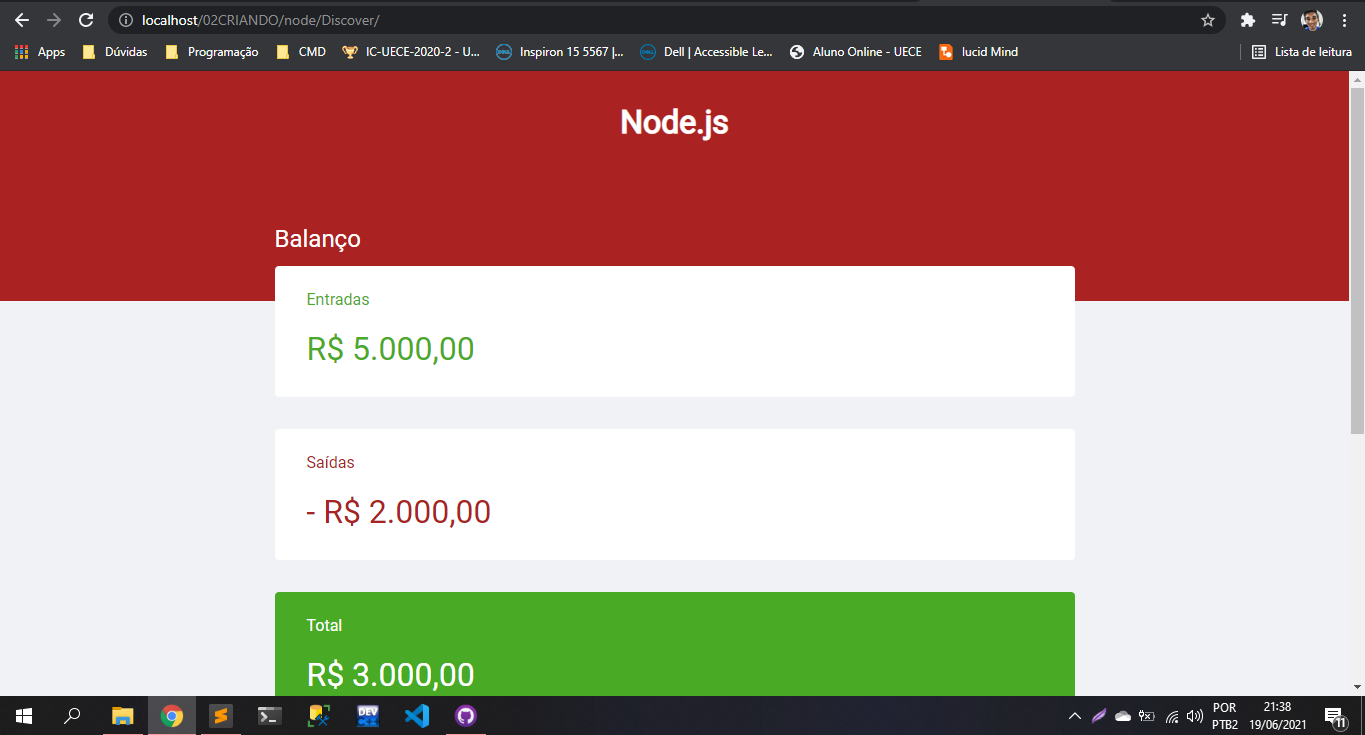 localhost/02CRIANDO/node/Discover/
Apps Dúvidas Programação CMD IC-UECE-2020-2 - U... Inspiron 15 5567 |... Dell | Accessible Le... Aluno Online - UECE lucid Mind Lista de leitura
Node.js
Balanço
Entradas
R$ 5.000,00
Saídas
- R$ 2.000,00
Total
R$ 3.000,00
DEV C++
POR 21:38
PTB2 19/06/2021
11